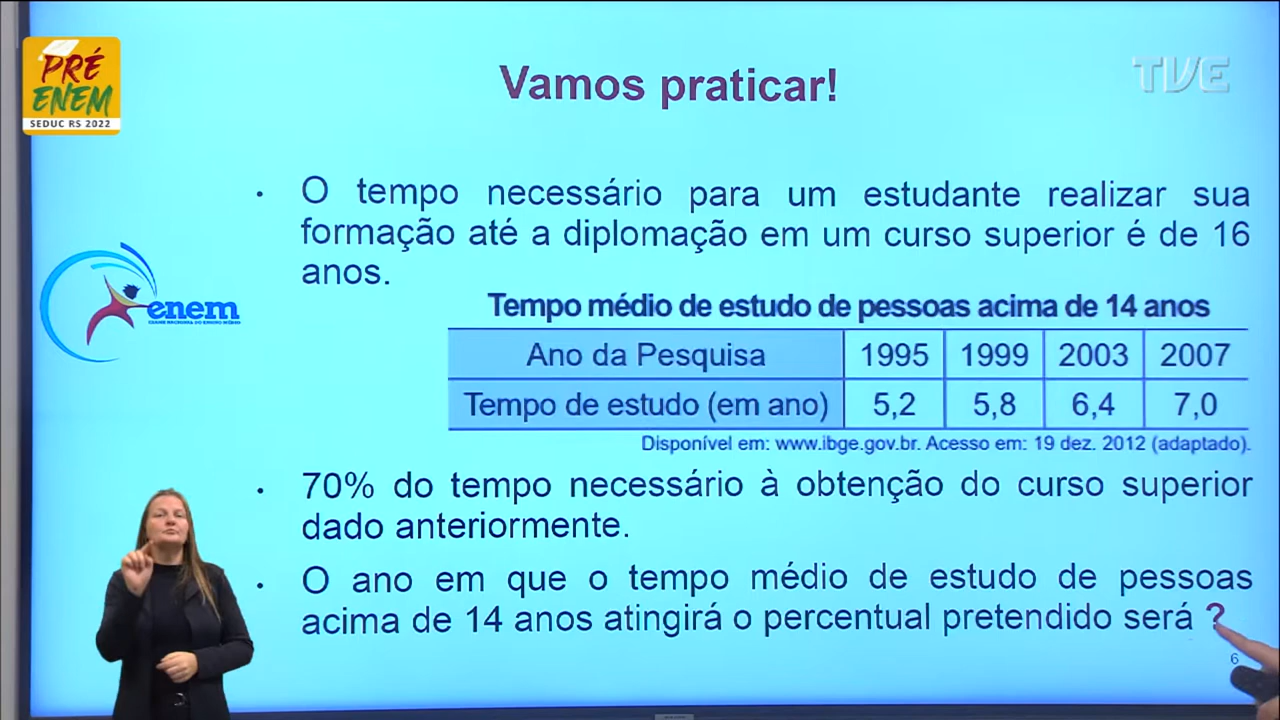 PRÉ
ENEM
SEDUC RS 2022
TVE
Vamos praticar!
• O tempo necessário para um estudante realizar sua
formação até a diplomação em um curso superior é de 16
anos.
enem
EXAME NACIONAL DO ENSINO MÉDIO
Tempo médio de estudo de pessoas acima de 14 anos
Ano da Pesquisa 1995 1999 2003 2007
Tempo de estudo (em ano) 5,2 5,8 6,4 7,0
Disponível em: www.ibge.gov.br. Acesso em: 19 dez. 2012 (adaptado).
• 70% do tempo necessário à obtenção do curso superior
dado anteriormente.
• O ano em que o tempo médio de estudo de pessoas
acima de 14 anos atingirá o percentual pretendido será ?
6